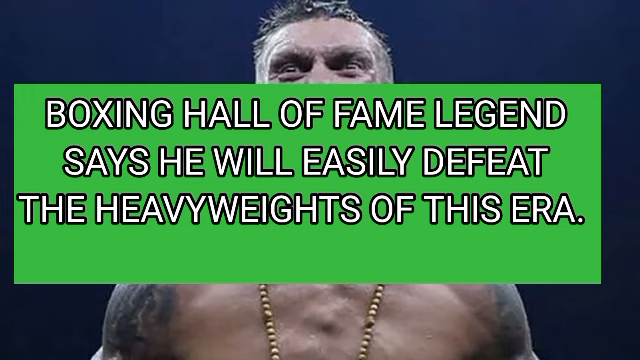 BOXING HALL OF FAME LEGEND
SAYS HE WILL EASILY DEFEAT
THE HEAVYWEIGHTS OF THIS ERA.